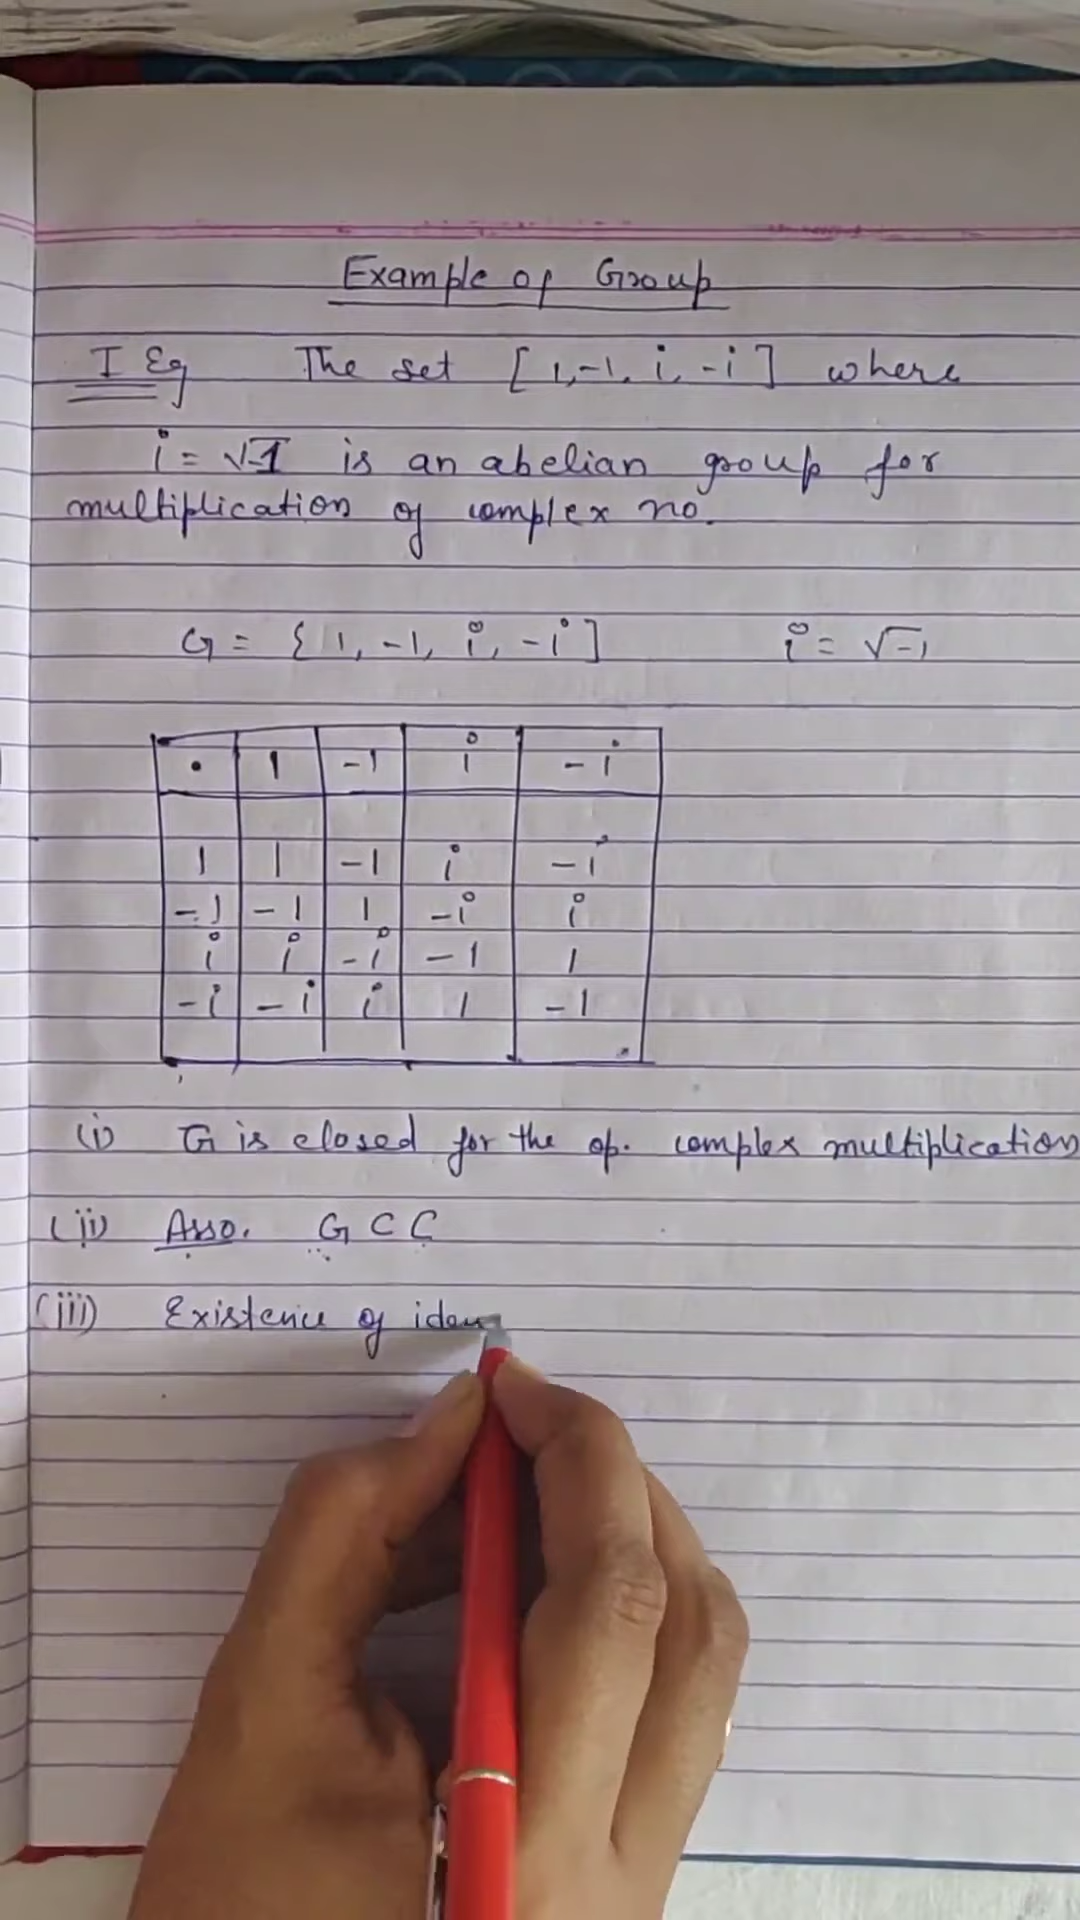 Example of Group
I Eg The set [1,-1, i, -i] where
i = √-1 is an abelian group for
multiplication of complex no.
G = {1, -1, i, -i] i = √-1
• 1 -1 i -i
1 1 -1 i -i
-1 -1 1 -i i
i i -i -1 1
-i -i i 1 -1
(i) G is closed for the op. complex multiplication
(ii) Asso. G C C
(iii) Existence of iden